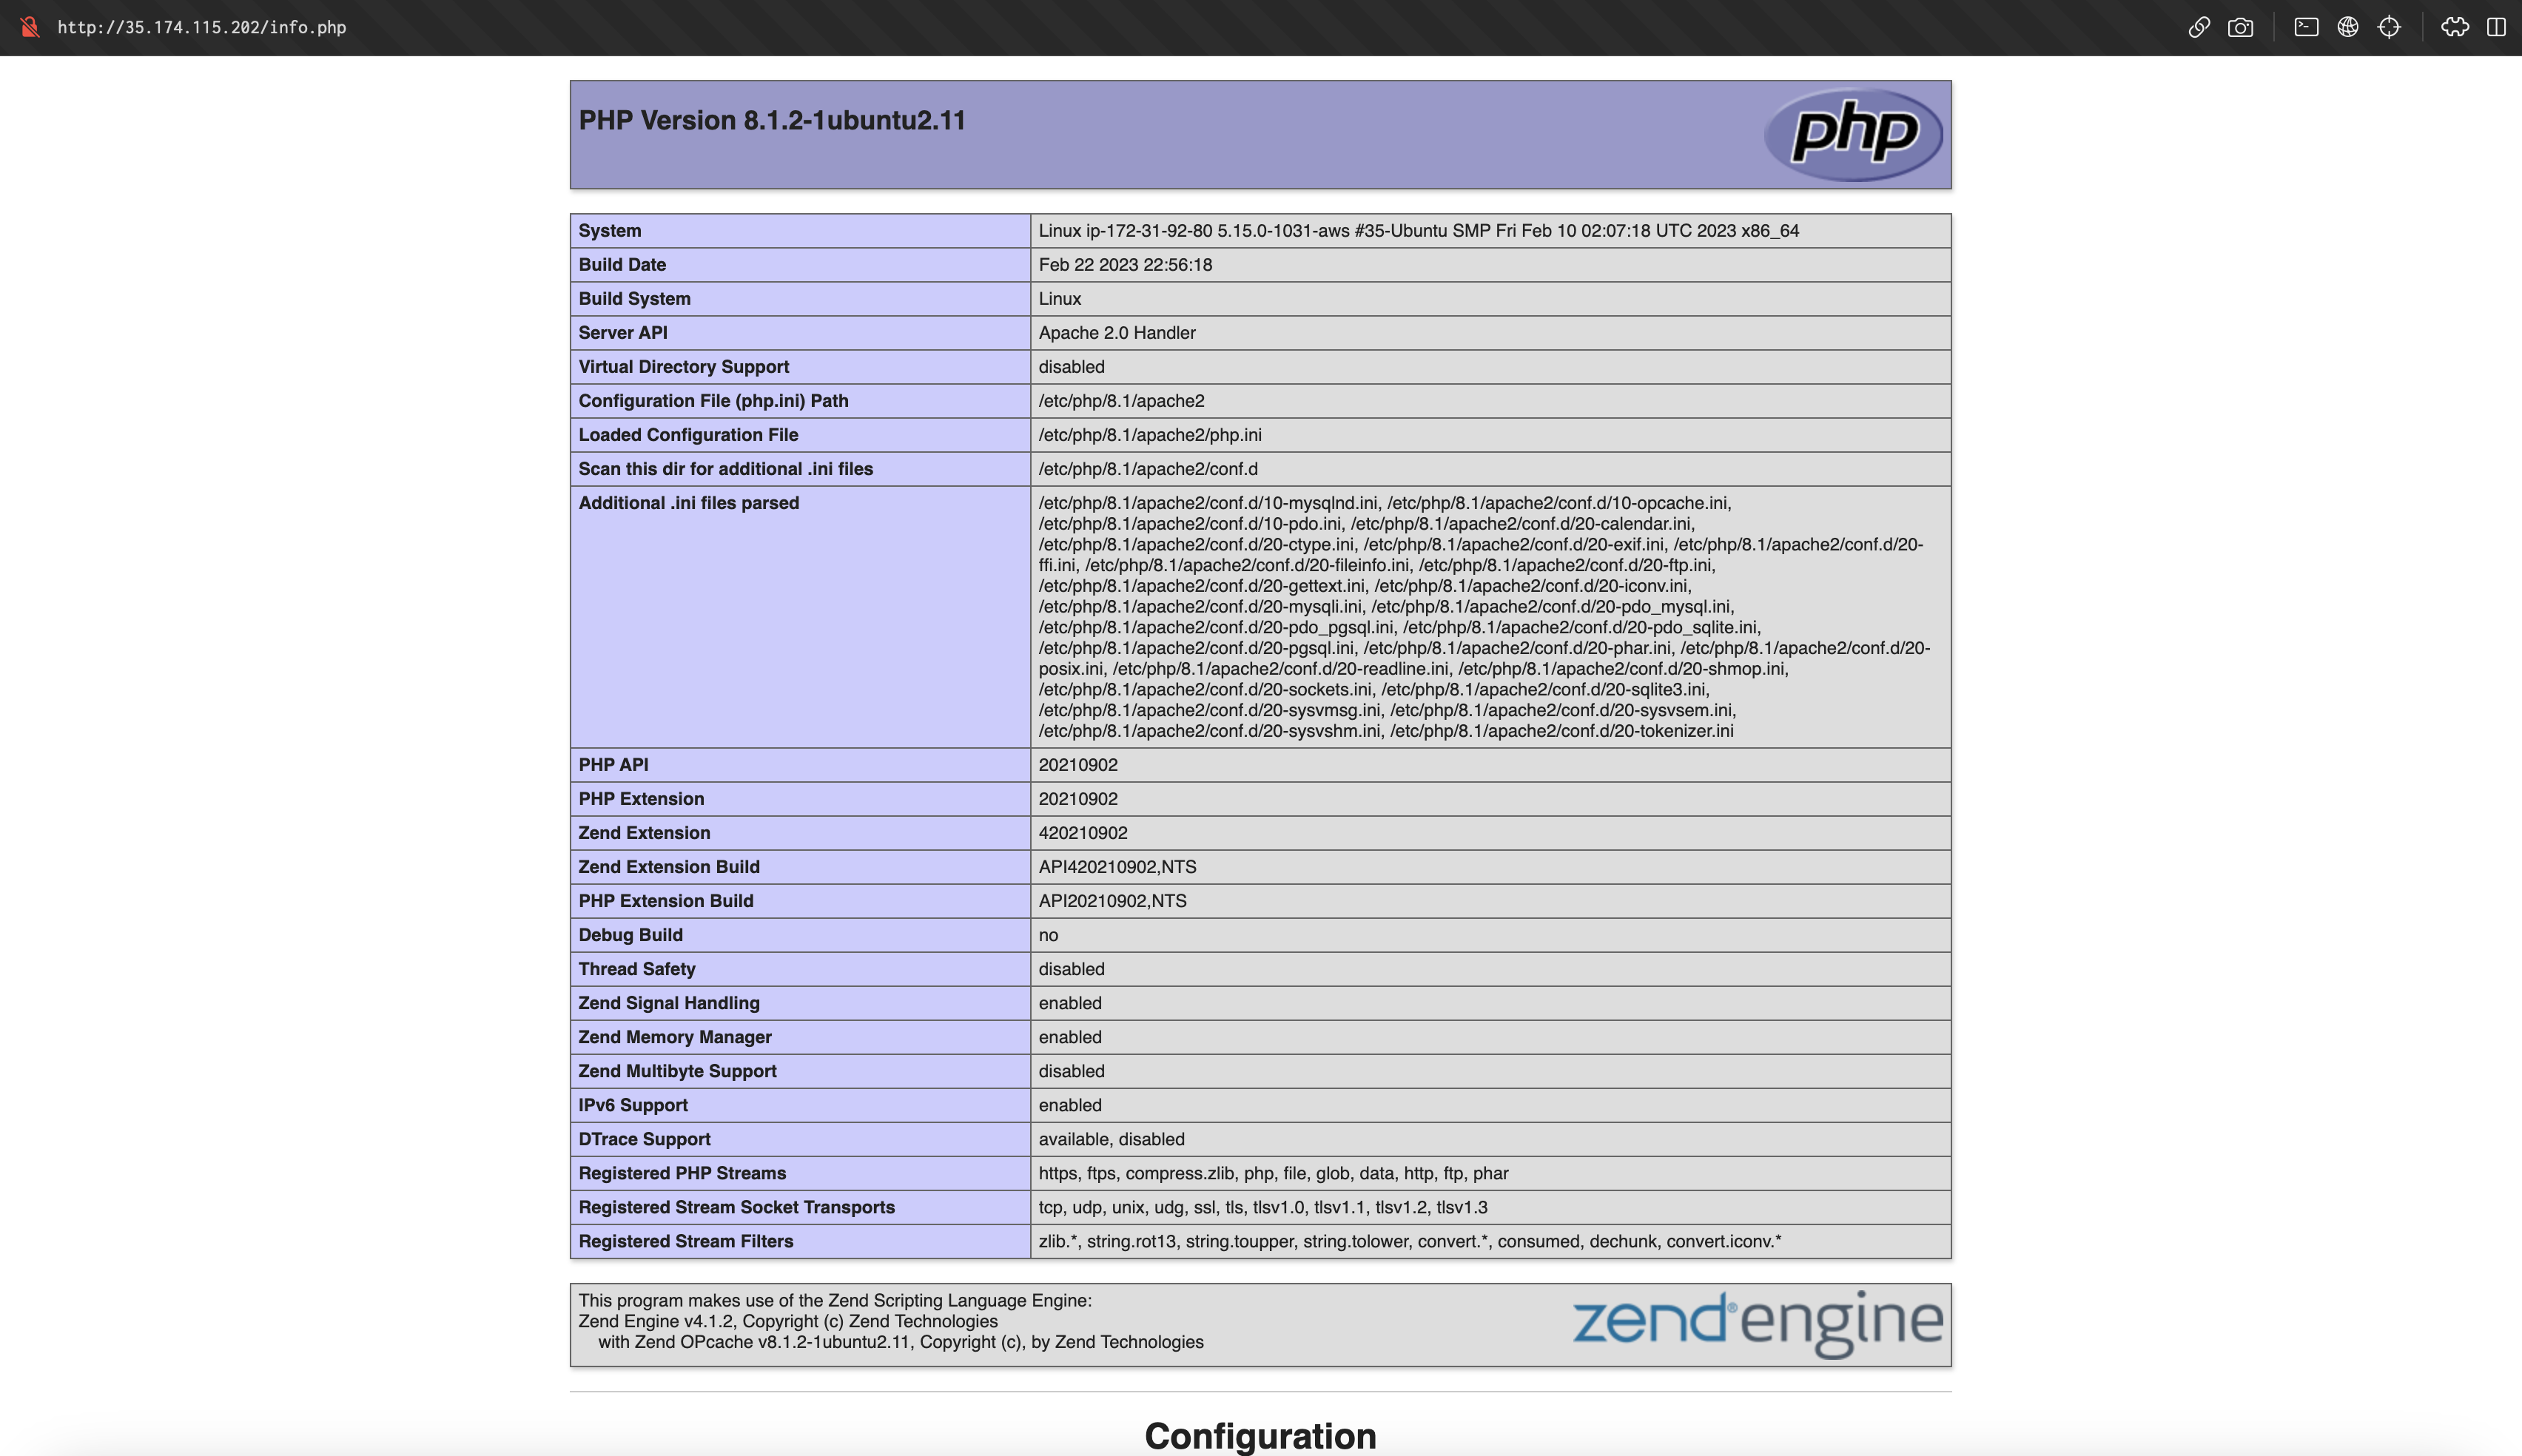 http://35.174.115.202/info.php
PHP Version 8.1.2-1ubuntu2.11
php
System Linux ip-172-31-92-80 5.15.0-1031-aws #35-Ubuntu SMP Fri Feb 10 02:07:18 UTC 2023 x86_64
Build Date Feb 22 2023 22:56:18
Build System Linux
Server API Apache 2.0 Handler
Virtual Directory Support disabled
Configuration File (php.ini) Path /etc/php/8.1/apache2
Loaded Configuration File /etc/php/8.1/apache2/php.ini
Scan this dir for additional .ini files /etc/php/8.1/apache2/conf.d
Additional .ini files parsed /etc/php/8.1/apache2/conf.d/10-mysqlnd.ini, /etc/php/8.1/apache2/conf.d/10-opcache.ini,
/etc/php/8.1/apache2/conf.d/10-pdo.ini, /etc/php/8.1/apache2/conf.d/20-calendar.ini,
/etc/php/8.1/apache2/conf.d/20-ctype.ini, /etc/php/8.1/apache2/conf.d/20-exif.ini, /etc/php/8.1/apache2/conf.d/20-
ffi.ini, /etc/php/8.1/apache2/conf.d/20-fileinfo.ini, /etc/php/8.1/apache2/conf.d/20-ftp.ini,
/etc/php/8.1/apache2/conf.d/20-gettext.ini, /etc/php/8.1/apache2/conf.d/20-iconv.ini,
/etc/php/8.1/apache2/conf.d/20-mysqli.ini, /etc/php/8.1/apache2/conf.d/20-pdo_mysql.ini,
/etc/php/8.1/apache2/conf.d/20-pdo_pgsql.ini, /etc/php/8.1/apache2/conf.d/20-pdo_sqlite.ini,
/etc/php/8.1/apache2/conf.d/20-pgsql.ini, /etc/php/8.1/apache2/conf.d/20-phar.ini, /etc/php/8.1/apache2/conf.d/20-
posix.ini, /etc/php/8.1/apache2/conf.d/20-readline.ini, /etc/php/8.1/apache2/conf.d/20-shmop.ini,
/etc/php/8.1/apache2/conf.d/20-sockets.ini, /etc/php/8.1/apache2/conf.d/20-sqlite3.ini,
/etc/php/8.1/apache2/conf.d/20-sysvmsg.ini, /etc/php/8.1/apache2/conf.d/20-sysvsem.ini,
/etc/php/8.1/apache2/conf.d/20-sysvshm.ini, /etc/php/8.1/apache2/conf.d/20-tokenizer.ini
PHP API 20210902
PHP Extension 20210902
Zend Extension 420210902
Zend Extension Build API420210902,NTS
PHP Extension Build API20210902,NTS
Debug Build no
Thread Safety disabled
Zend Signal Handling enabled
Zend Memory Manager enabled
Zend Multibyte Support disabled
IPv6 Support enabled
DTrace Support available, disabled
Registered PHP Streams https, ftps, compress.zlib, php, file, glob, data, http, ftp, phar
Registered Stream Socket Transports tcp, udp, unix, udg, ssl, tls, tlsv1.0, tlsv1.1, tlsv1.2, tlsv1.3
Registered Stream Filters zlib.*, string.rot13, string.toupper, string.tolower, convert.*, consumed, dechunk, convert.iconv.*
This program makes use of the Zend Scripting Language Engine:
Zend Engine v4.1.2, Copyright (c) Zend Technologies
with Zend OPcache v8.1.2-1ubuntu2.11, Copyright (c), by Zend Technologies
zend® engine
Configuration